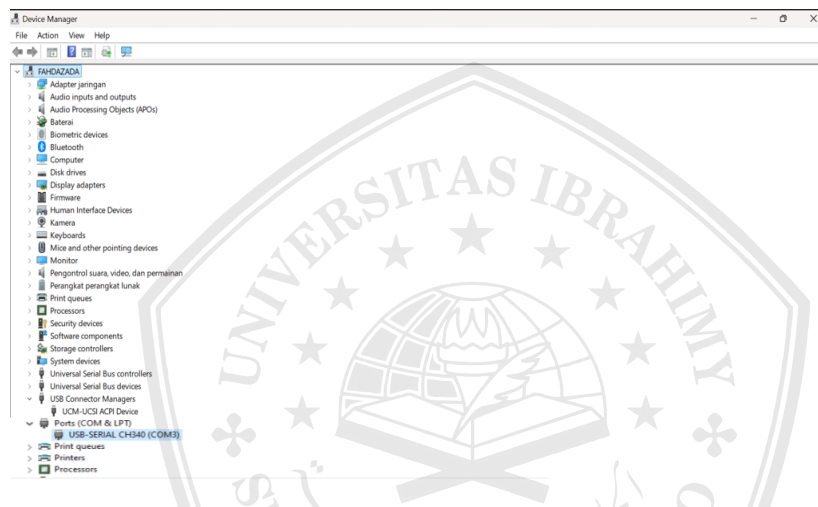 Device Manager
File Action View Help
FAHDAZADA
Adapter jaringan
Audio inputs and outputs
Audio Processing Objects (APOs)
Baterai
Biometric devices
Bluetooth
Computer
Disk drives
Display adapters
Firmware
Human Interface Devices
Kamera
Keyboards
Mice and other pointing devices
Monitor
Pengontrol suara, video, dan permainan
Perangkat perangkat lunak
Print queues
Processors
Security devices
Software components
Storage controllers
System devices
Universal Serial Bus controllers
Universal Serial Bus devices
USB Connector Managers
UCM-UCSI ACPI Device
Ports (COM & LPT)
USB-SERIAL CH340 (COM3)
Print queues
Printers
Processors
UNIVERSITAS IBRAHIMY